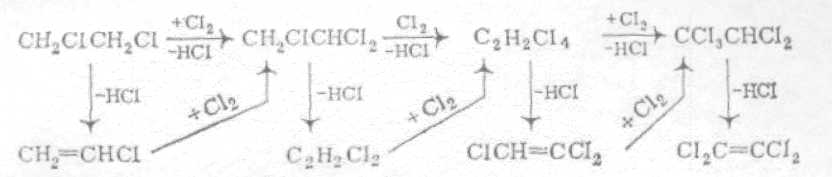 +Cl₂ Cl₂ +Cl₂
CH₂ClCH₂Cl → CH₂ClCHCl₂ → C₂H₂Cl₄ → CCl₃CHCl₂
−HCl −HCl −HCl
−HCl +Cl₂ −HCl +Cl₂ −HCl +Cl₂ −HCl
CH₂=CHCl C₂H₂Cl₂ ClCH=CCl₂ Cl₂C=CCl₂